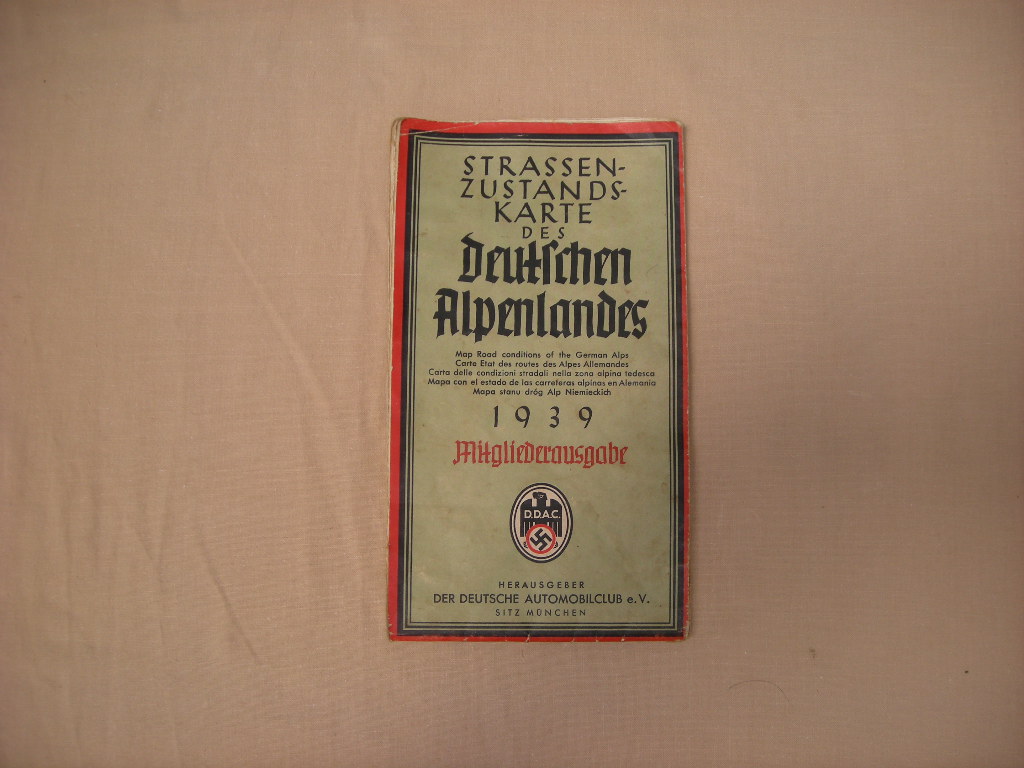 STRASSEN-
ZUSTANDS-
KARTE
DES
Deutschen
Alpenlandes
Map Road conditions of the German Alps
Carte Etat des routes des Alpes Allemandes
Carta delle condizioni stradali nella zona alpina tedesca
Mapa con el estado de las carreteras alpinas en Alemania
Mapa stanu dróg Alp Niemieckich
1939
Mitgliederausgabe
D.D.A.C.
HERAUSGEBER
DER DEUTSCHE AUTOMOBILCLUB e.V.
SITZ MÜNCHEN